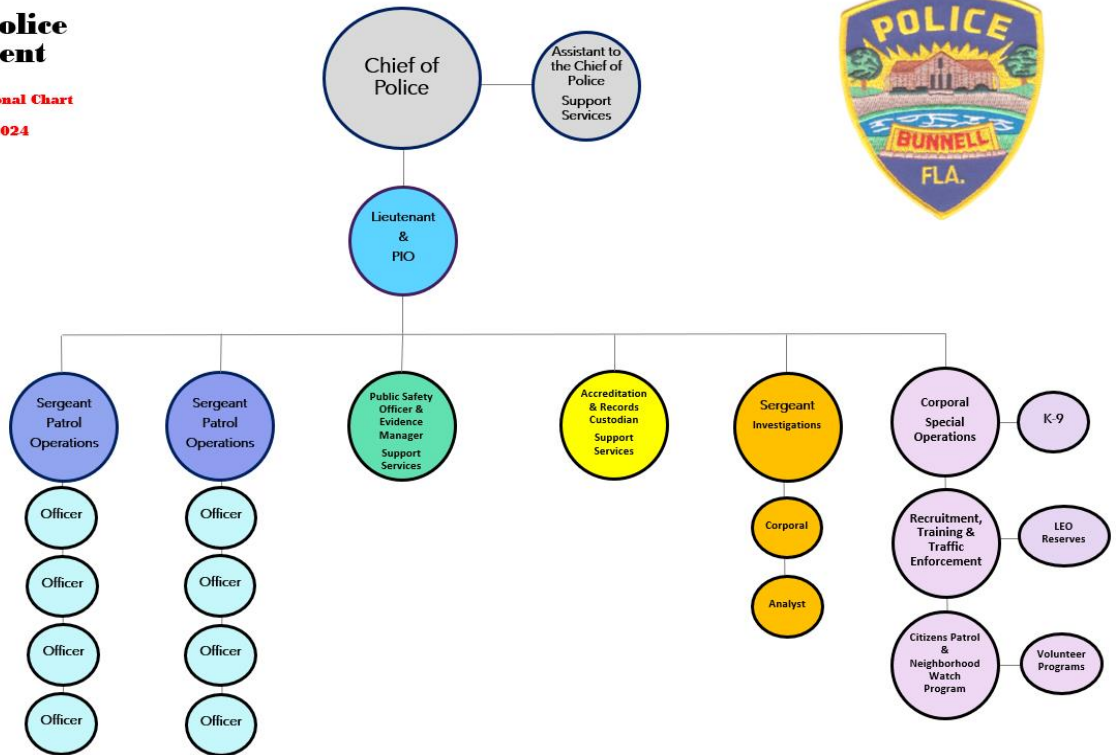 olice
ent
onal Chart
024
Chief of
Police
Assistant to
the Chief of
Police
Support
Services
POLICE
BUNNELL
FLA.
Lieutenant
&
PIO
Sergeant
Patrol
Operations
Sergeant
Patrol
Operations
Public Safety
Officer &
Evidence
Manager
Support
Services
Accreditation
& Records
Custodian
Support
Services
Sergeant
Investigations
Corporal
Special
Operations
K-9
Officer
Officer
Officer
Officer
Officer
Officer
Officer
Officer
Corporal
Analyst
Recruitment,
Training &
Traffic
Enforcement
LEO
Reserves
Citizens Patrol
&
Neighborhood
Watch
Program
Volunteer
Programs